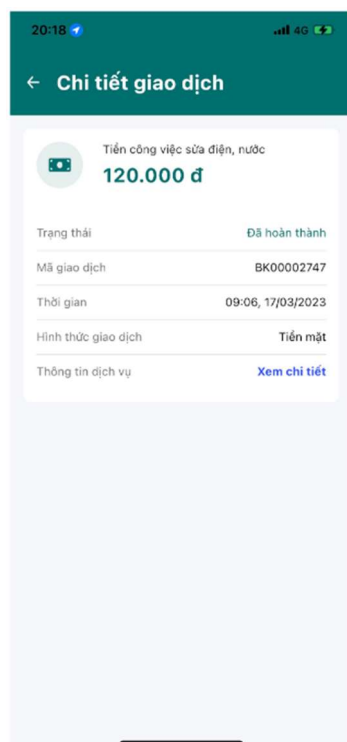 20:18
4G
Chi tiết giao dịch
Tiền công việc sửa điện, nước
120.000 đ
Trạng thái Đã hoàn thành
Mã giao dịch BK00002747
Thời gian 09:06, 17/03/2023
Hình thức giao dịch Tiền mặt
Thông tin dịch vụ Xem chi tiết